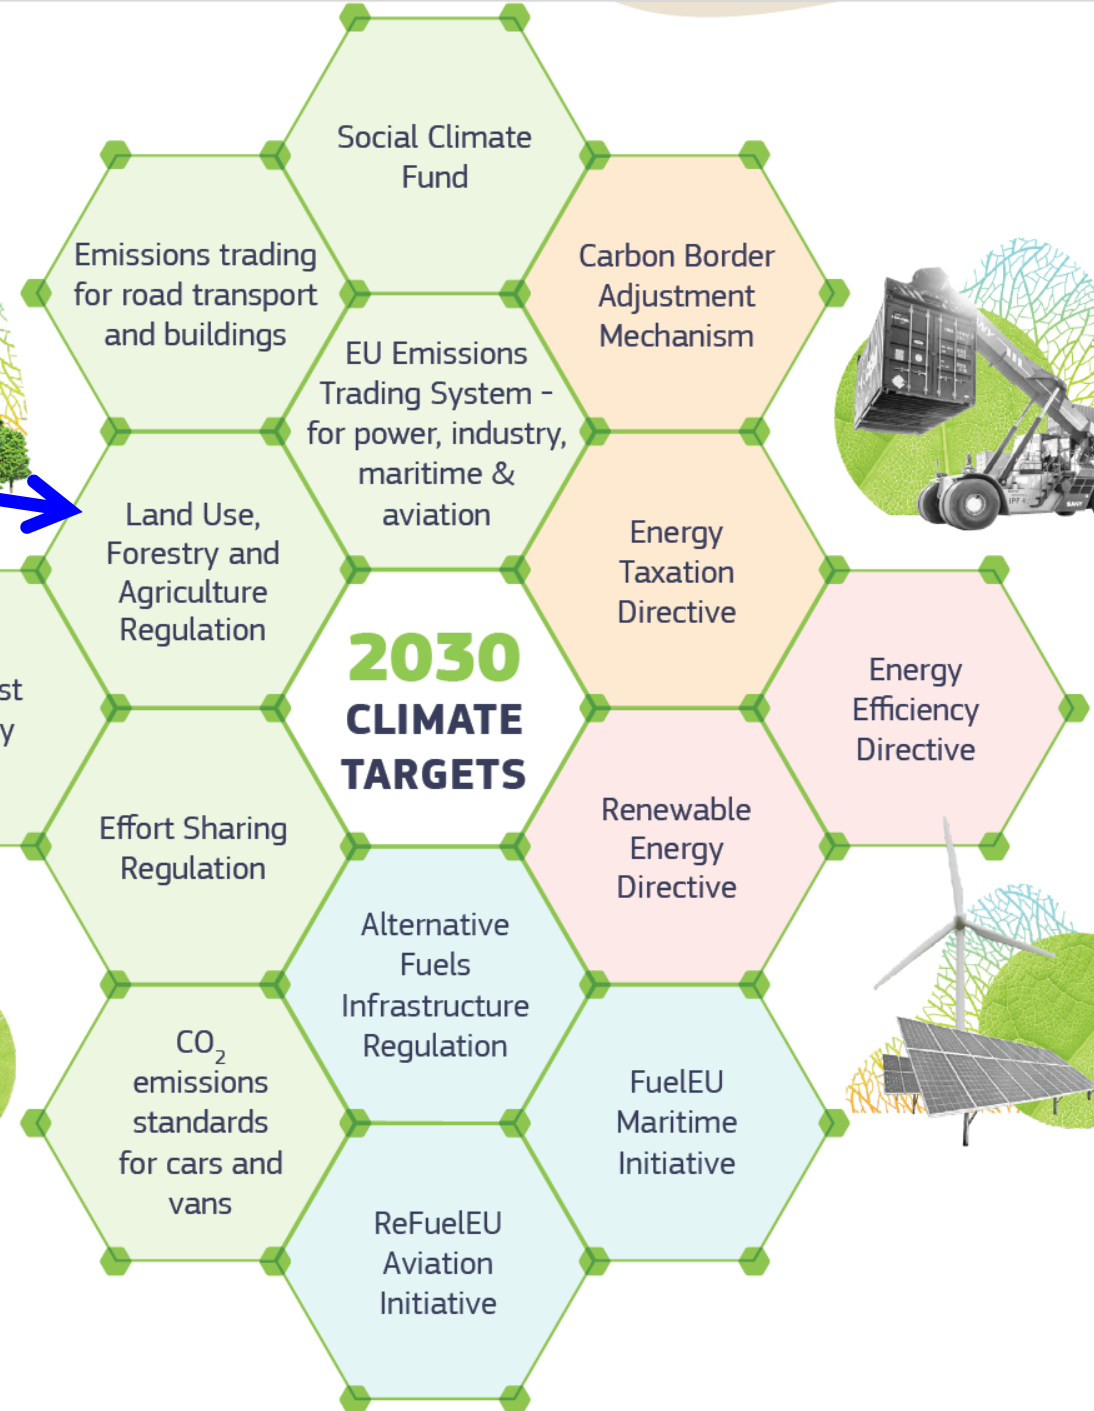 Social Climate
Fund
Emissions trading
for road transport
and buildings
Carbon Border
Adjustment
Mechanism
EU Emissions
Trading System -
for power, industry,
maritime &
aviation
Land Use,
Forestry and
Agriculture
Regulation
Energy
Taxation
Directive
2030
CLIMATE
TARGETS
Energy
Efficiency
Directive
st
y
Effort Sharing
Regulation
Renewable
Energy
Directive
Alternative
Fuels
Infrastructure
Regulation
CO₂
emissions
standards
for cars and
vans
FuelEU
Maritime
Initiative
ReFuelEU
Aviation
Initiative